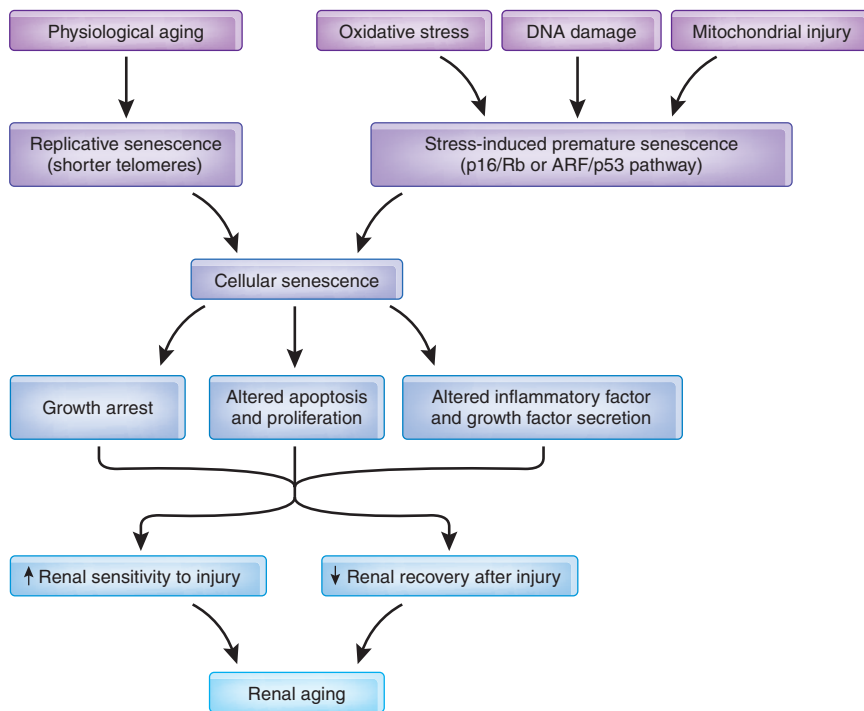 Physiological aging
Oxidative stress
DNA damage
Mitochondrial injury
Replicative senescence
(shorter telomeres)
Stress-induced premature senescence
(p16/Rb or ARF/p53 pathway)
Cellular senescence
Growth arrest
Altered apoptosis
and proliferation
Altered inflammatory factor
and growth factor secretion
↑ Renal sensitivity to injury
↓ Renal recovery after injury
Renal aging